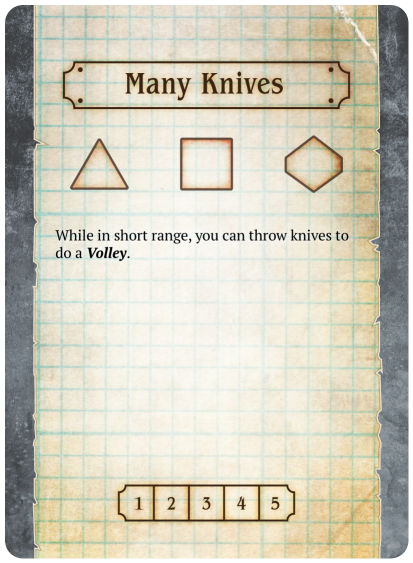 Many Knives
While in short range, you can throw knives to
do a Volley.
1 2 3 4 5